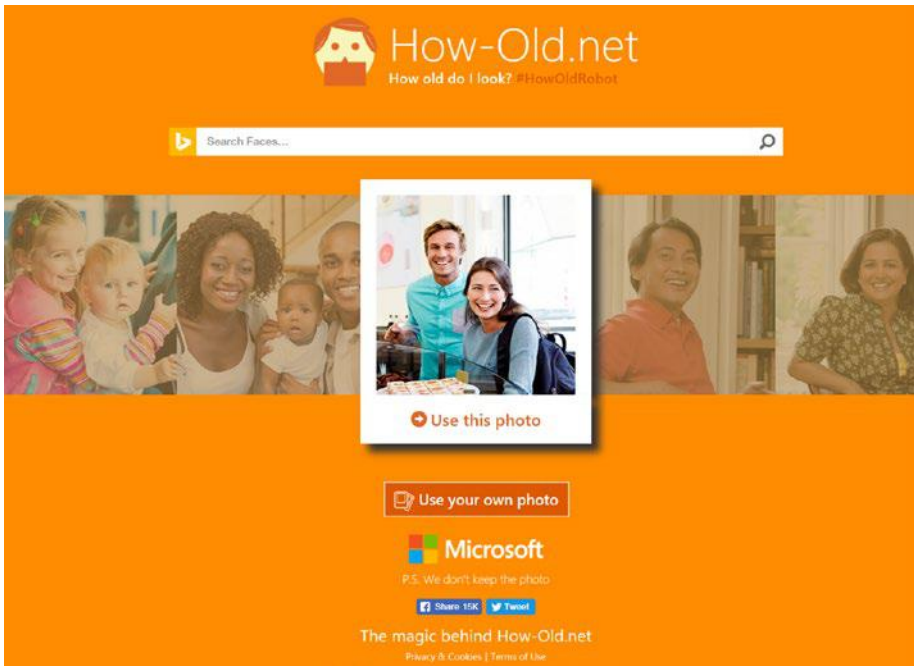 How-Old.net
How old do I look? #HowOldRobot
Search Faces...
Use this photo
Use your own photo
Microsoft
P.S. We don't keep the photo
Share 15K Tweet
The magic behind How-Old.net
Privacy & Cookies | Terms of Use